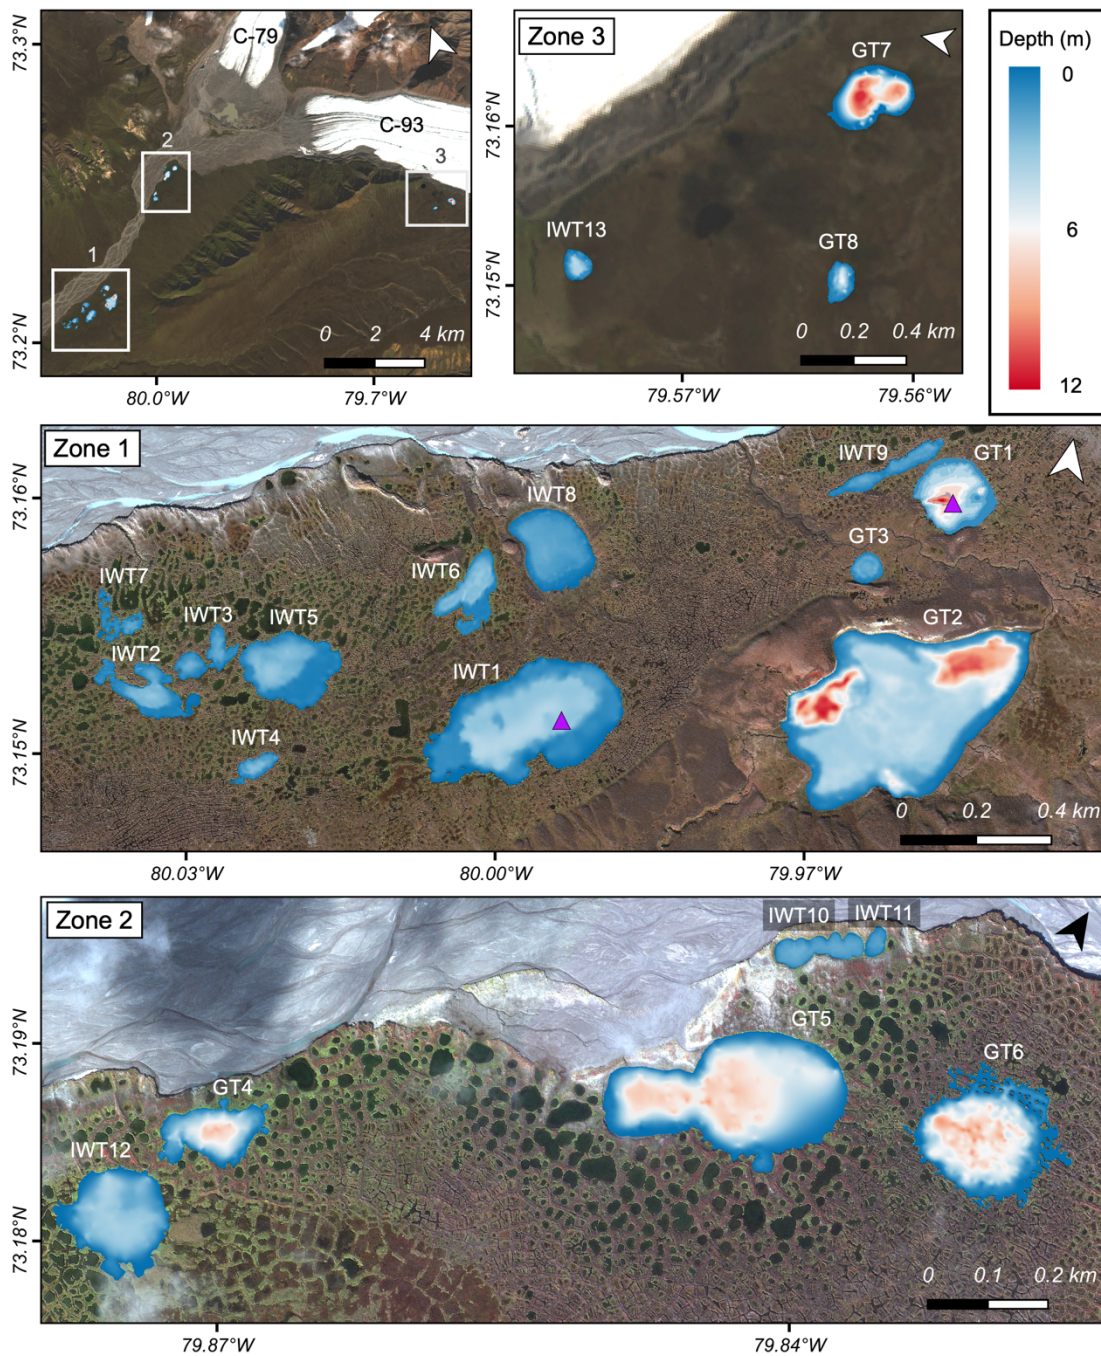 C-79
C-93
2
3
1
73.3°N
73.2°N
0 2 4 km
80.0°W 79.7°W
Zone 3
GT7
IWT13
GT8
73.16°N
73.15°N
0 0.2 0.4 km
79.57°W 79.56°W
Depth (m)
0
6
12
Zone 1
IWT9
GT1
IWT8
GT3
IWT6
IWT7
IWT3
IWT5
GT2
IWT2
IWT1
IWT4
73.16°N
73.15°N
0 0.2 0.4 km
80.03°W 80.00°W 79.97°W
Zone 2
IWT10 IWT11
GT5
GT6
GT4
IWT12
73.19°N
73.18°N
0 0.1 0.2 km
79.87°W 79.84°W